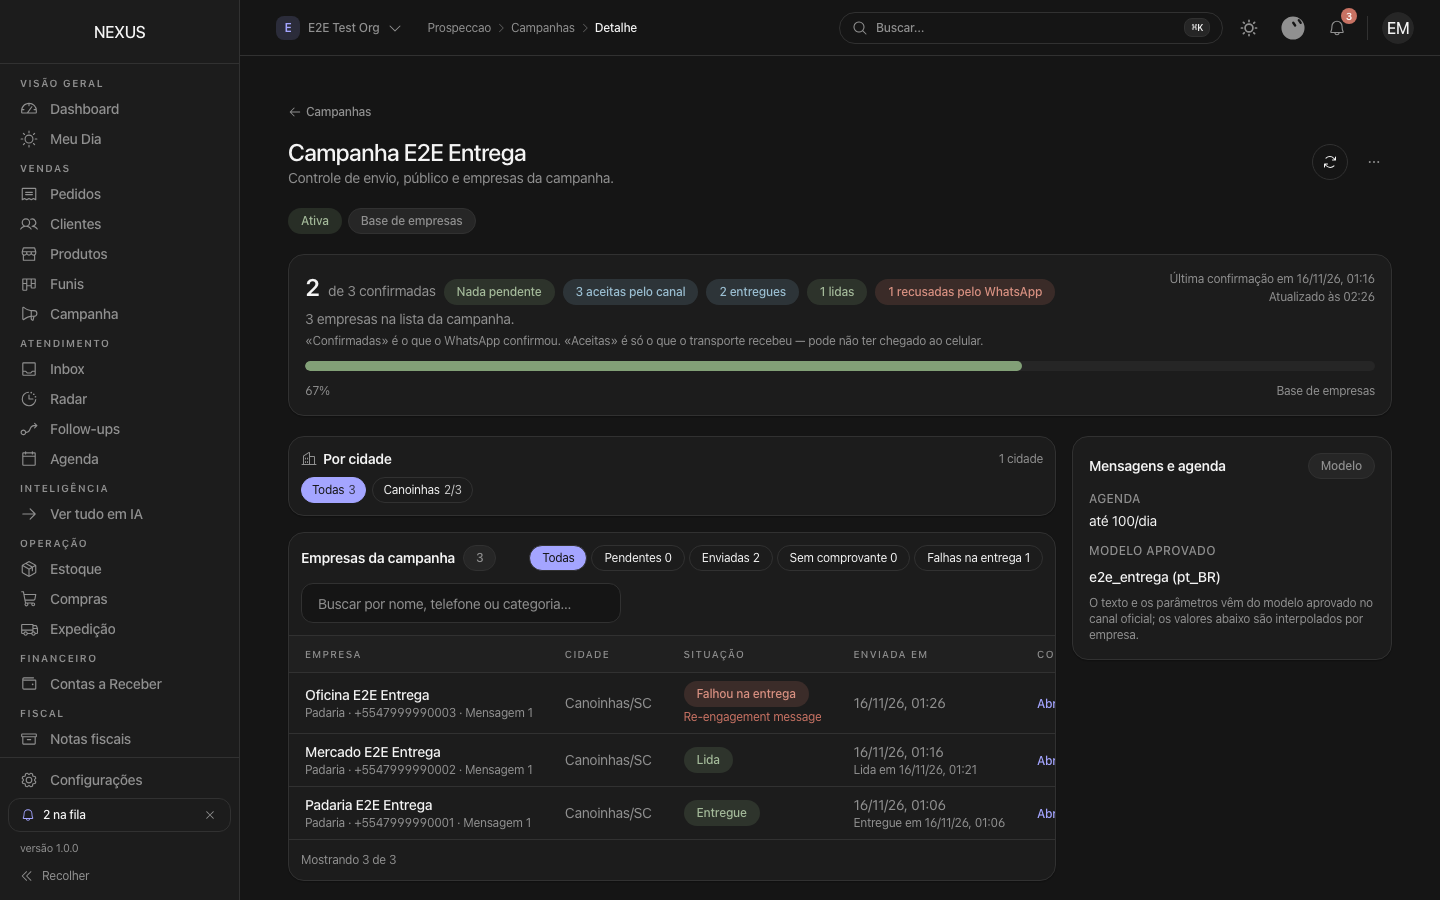 NEXUS
VISÃO GERAL
Dashboard
Meu Dia
VENDAS
Pedidos
Clientes
Produtos
Funis
Campanha
ATENDIMENTO
Inbox
Radar
Follow-ups
Agenda
INTELIGÊNCIA
Ver tudo em IA
OPERAÇÃO
Estoque
Compras
Expedição
FINANCEIRO
Contas a Receber
FISCAL
Notas fiscais
Configurações
2 na fila
versão 1.0.0
Recolher
E E2E Test Org Prospeccao Campanhas Detalhe
Buscar... ⌘K 3 EM
Campanhas
Campanha E2E Entrega
Controle de envio, público e empresas da campanha.
...
Ativa Base de empresas
2 de 3 confirmadas Nada pendente 3 aceitas pelo canal 2 entregues 1 lidas 1 recusadas pelo WhatsApp
Última confirmação em 16/11/26, 01:16
Atualizado às 02:26
3 empresas na lista da campanha.
«Confirmadas» é o que o WhatsApp confirmou. «Aceitas» é só o que o transporte recebeu — pode não ter chegado ao celular.
67% Base de empresas
Por cidade 1 cidade
Todas 3 Canoinhas 2/3
Empresas da campanha 3 Todas Pendentes 0 Enviadas 2 Sem comprovante 0 Falhas na entrega 1
Buscar por nome, telefone ou categoria...
EMPRESA CIDADE SITUAÇÃO ENVIADA EM CO
Oficina E2E Entrega
Padaria · +5547999990003 · Mensagem 1
Canoinhas/SC
Falhou na entrega
Re-engagement message
16/11/26, 01:26
Abr
Mercado E2E Entrega
Padaria · +5547999990002 · Mensagem 1
Canoinhas/SC
Lida
16/11/26, 01:16
Lida em 16/11/26, 01:21
Abr
Padaria E2E Entrega
Padaria · +5547999990001 · Mensagem 1
Canoinhas/SC
Entregue
16/11/26, 01:06
Entregue em 16/11/26, 01:06
Abr
Mostrando 3 de 3
Mensagens e agenda Modelo
AGENDA
até 100/dia
MODELO APROVADO
e2e_entrega (pt_BR)
O texto e os parâmetros vêm do modelo aprovado no
canal oficial; os valores abaixo são interpolados por
empresa.